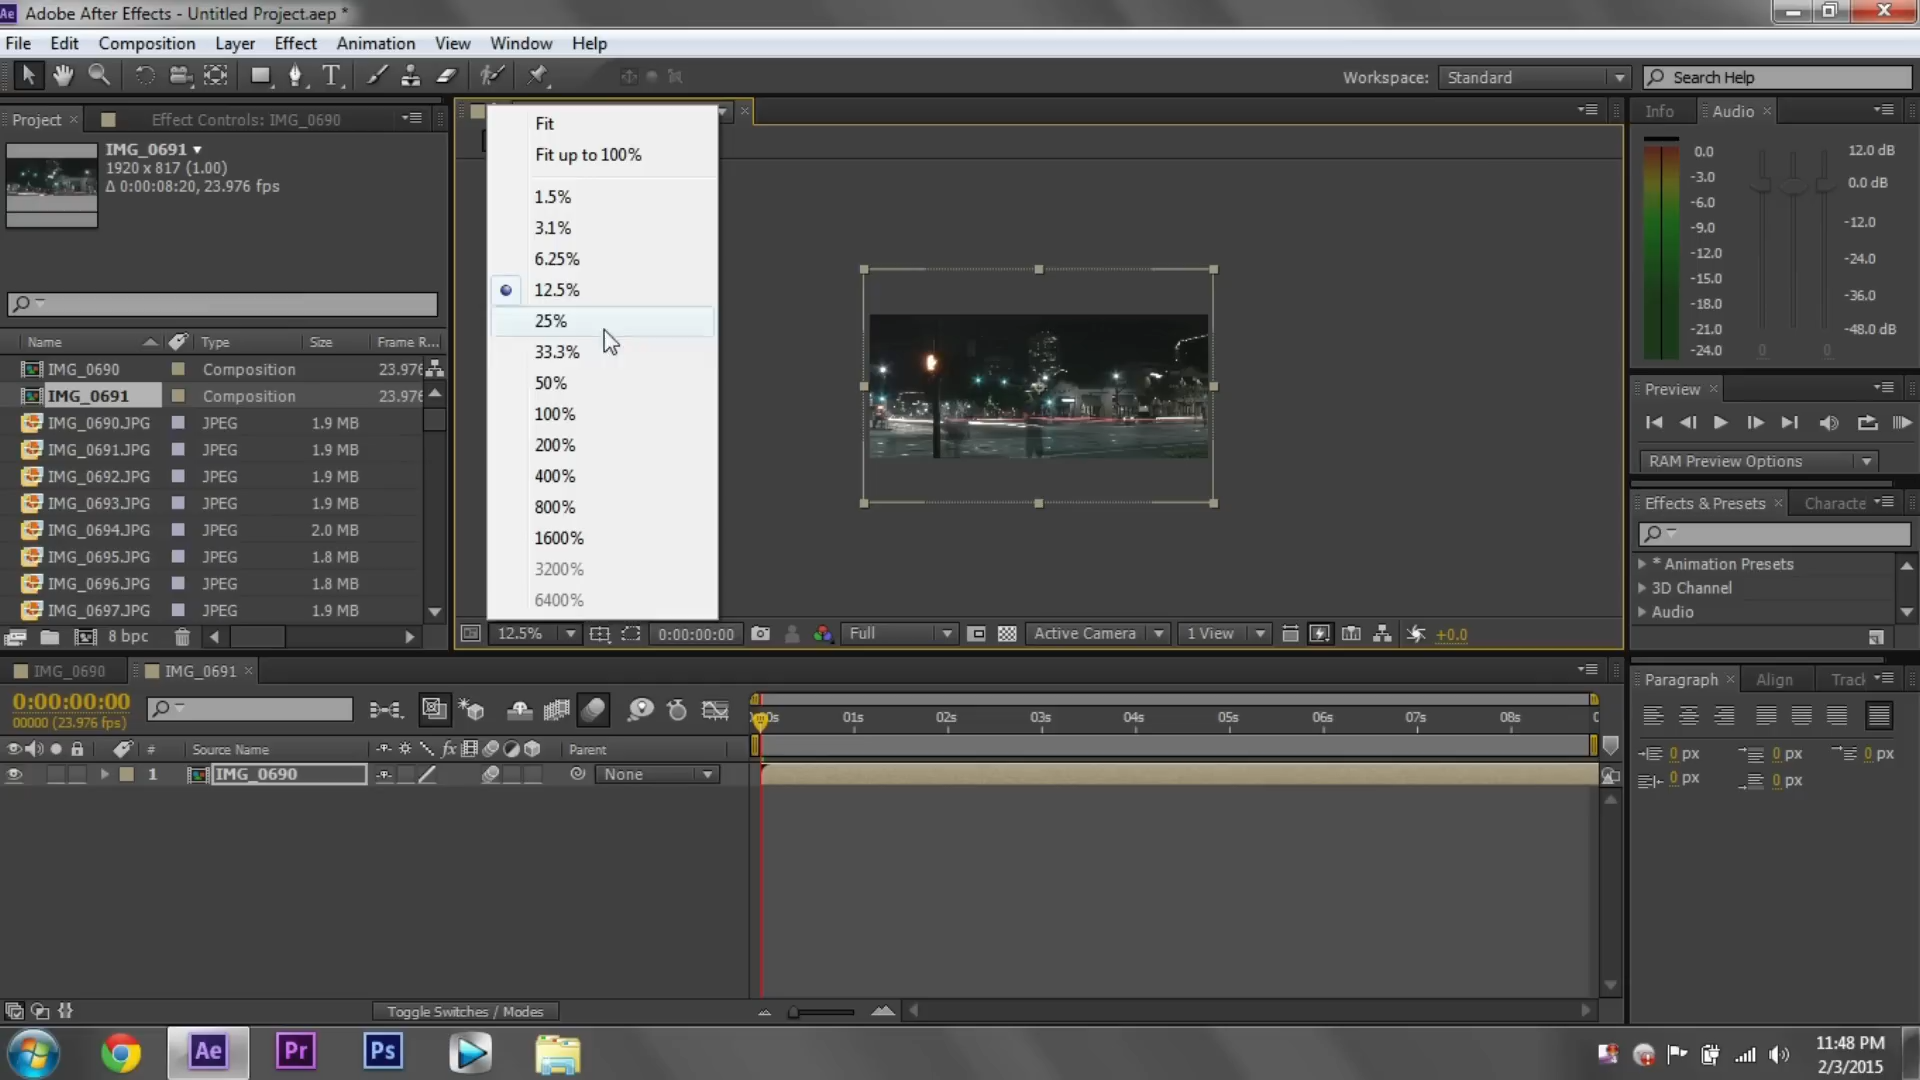 Ae Adobe After Effects - Untitled Project.aep *
File Edit Composition Layer Effect Animation View Window Help
Workspace: Standard
Search Help
Project
Effect Controls: IMG_0690
IMG_0691
1920 x 817 (1.00)
Δ 0:00:08:20, 23.976 fps
Name Type Size Frame R...
IMG_0690 Composition 23.976
IMG_0691 Composition 23.976
IMG_0690.JPG JPEG 1.9 MB
IMG_0691.JPG JPEG 1.9 MB
IMG_0692.JPG JPEG 1.9 MB
IMG_0693.JPG JPEG 1.9 MB
IMG_0694.JPG JPEG 2.0 MB
IMG_0695.JPG JPEG 1.8 MB
IMG_0696.JPG JPEG 1.8 MB
IMG_0697.JPG JPEG 1.9 MB
8 bpc
Fit
Fit up to 100%
1.5%
3.1%
6.25%
12.5%
25%
33.3%
50%
100%
200%
400%
800%
1600%
3200%
6400%
12.5% 0:00:00:00 Full Active Camera 1 View +0.0
Info Audio
0.0
-3.0
-6.0
-9.0
-12.0
-15.0
-18.0
-21.0
-24.0
12.0 dB
0.0 dB
-12.0
-24.0
-36.0
-48.0 dB
0 0
Preview
RAM Preview Options
Effects & Presets Characte
* Animation Presets
3D Channel
Audio
IMG_0690 IMG_0691
0:00:00:00
00000 (23.976 fps)
# Source Name fx Parent
1 IMG_0690 None
01s 02s 03s 04s 05s 06s 07s 08s
Toggle Switches / Modes
Paragraph Align Track
0 px 0 px 0 px
0 px 0 px
Ae Pr Ps
11:48 PM
2/3/2015